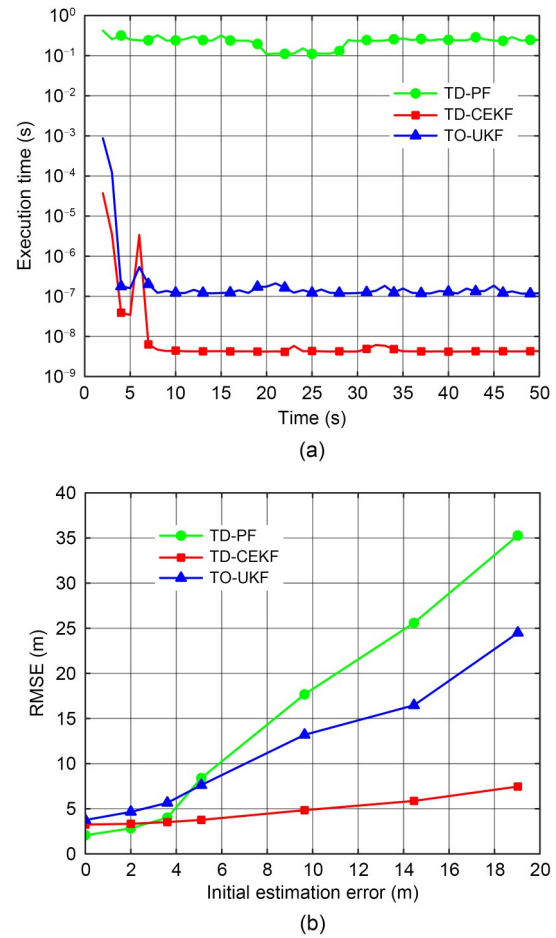 10⁰
10⁻¹
10⁻²
10⁻³
10⁻⁴
10⁻⁵
10⁻⁶
10⁻⁷
10⁻⁸
10⁻⁹
Execution time (s)
TD-PF
TD-CEKF
TO-UKF
0 5 10 15 20 25 30 35 40 45 50
Time (s)
(a)
40
35
30
25
20
15
10
5
0
RMSE (m)
TD-PF
TD-CEKF
TO-UKF
0 2 4 6 8 10 12 14 16 18 20
Initial estimation error (m)
(b)